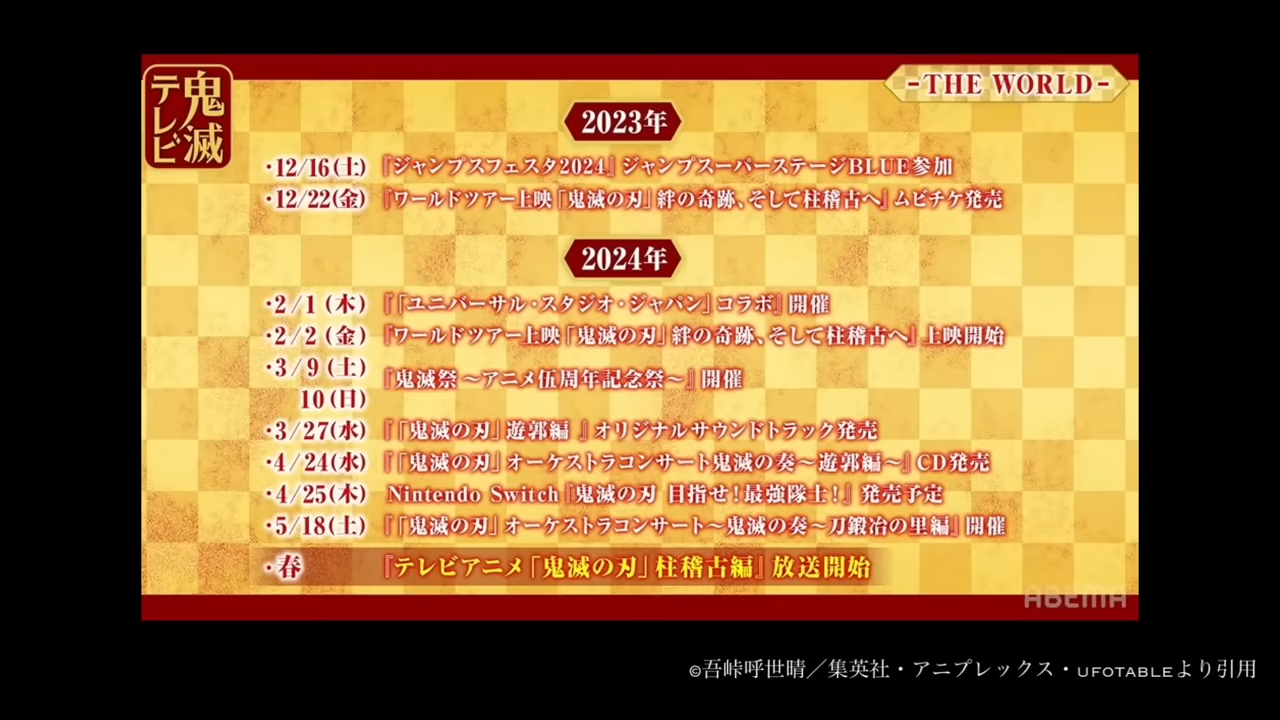 鬼滅テレビ
-THE WORLD-
2023年
・12/16(土) 『ジャンプスフェスタ2024』ジャンプスーパーステージBLUE参加
・12/22(金) 『ワールドツアー上映「鬼滅の刃」絆の奇跡、そして柱稽古へ』ムビチケ発売
2024年
・2/1 (木) 『「ユニバーサル・スタジオ・ジャパン」コラボ』開催
・2/2 (金) 『ワールドツアー上映「鬼滅の刃」絆の奇跡、そして柱稽古へ』上映開始
・3/9 (土)
10 (日)
『鬼滅祭 ～アニメ伍周年記念祭～』開催
・3/27(水) 『「鬼滅の刃」遊郭編 』オリジナルサウンドトラック発売
・4/24(水) 『「鬼滅の刃」オーケストラコンサート鬼滅の奏～遊郭編～』CD発売
・4/25(木) Nintendo Switch『鬼滅の刃 目指せ!最強隊士!』発売予定
・5/18(土) 『「鬼滅の刃」オーケストラコンサート～鬼滅の奏～刀鍛冶の里編』開催
・春 『テレビアニメ「鬼滅の刃」柱稽古編』放送開始
ABEMA
©吾峠呼世晴／集英社・アニプレックス・UFOTABLEより引用